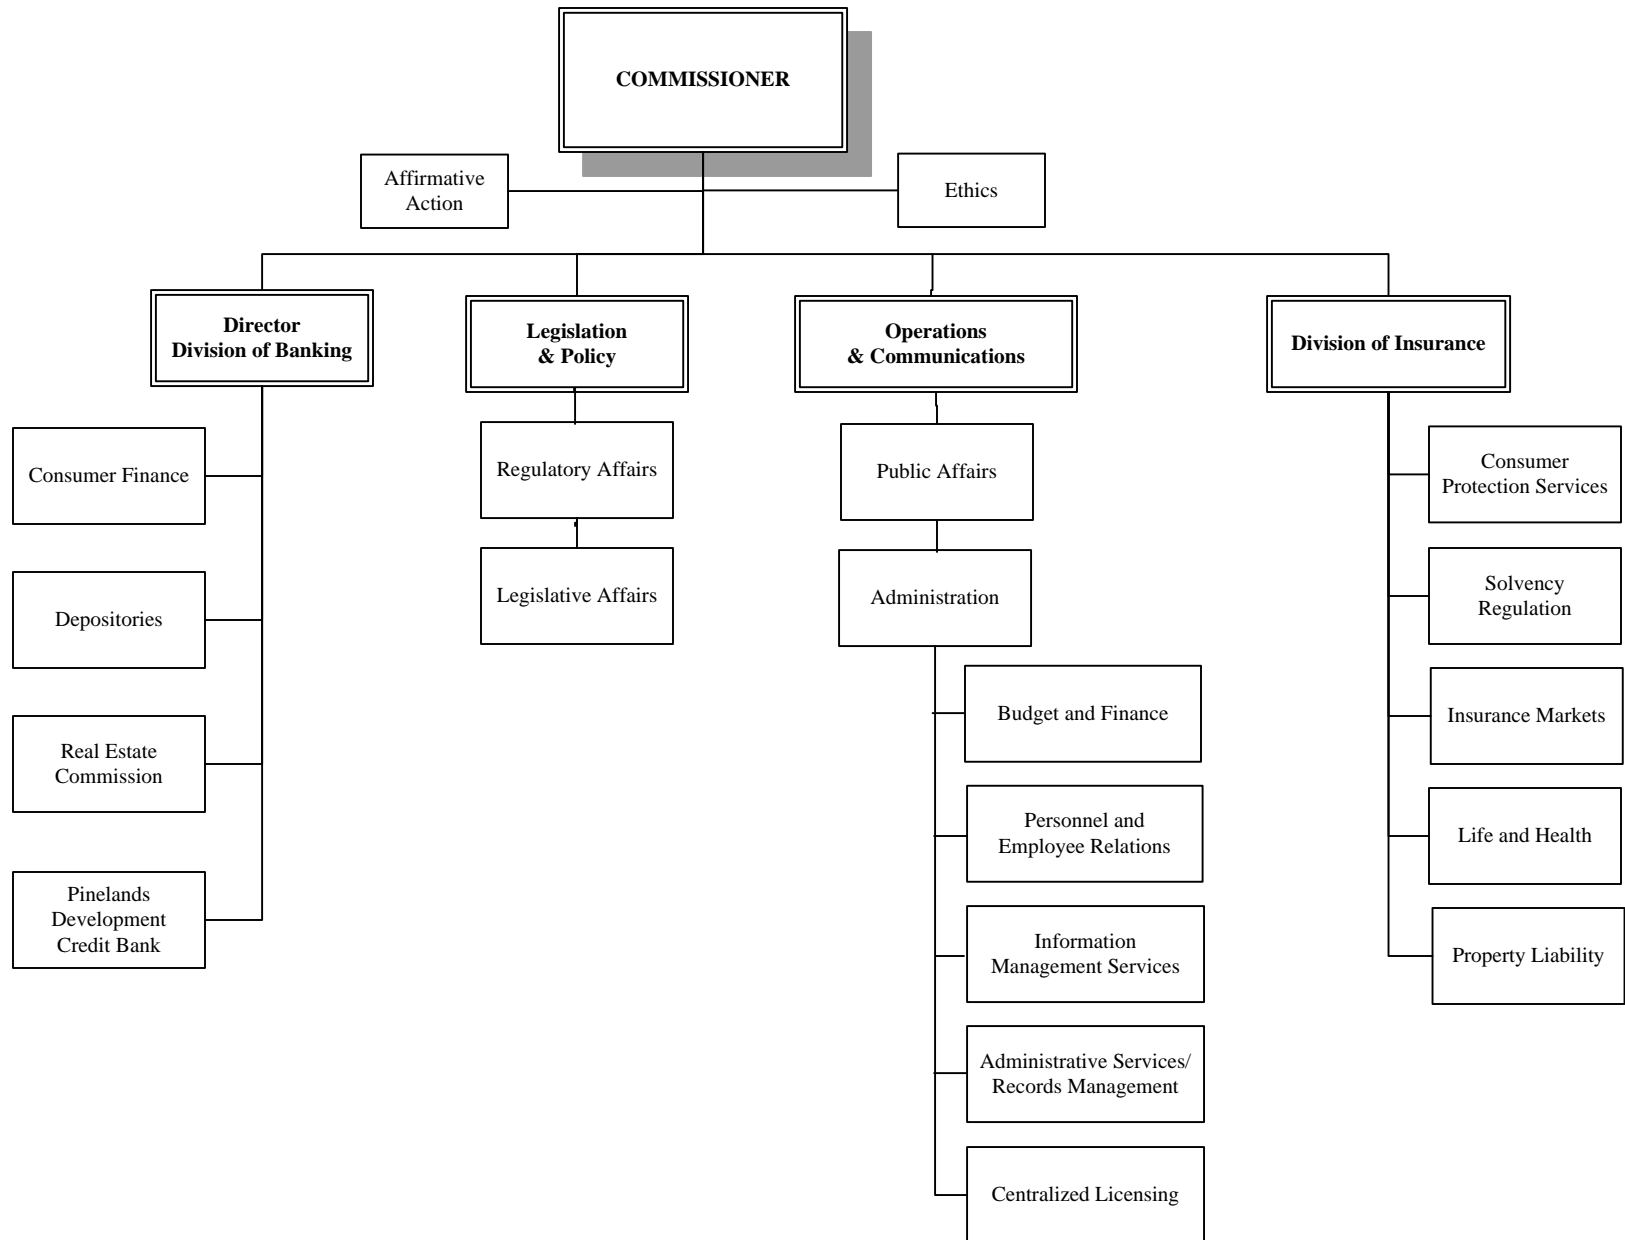 COMMISSIONER
Affirmative
Action
Ethics
Director
Division of Banking
Legislation
& Policy
Operations
& Communications
Division of Insurance
Consumer Finance
Depositories
Real Estate
Commission
Pinelands
Development
Credit Bank
Regulatory Affairs
Legislative Affairs
Public Affairs
Administration
Budget and Finance
Personnel and
Employee Relations
Information
Management Services
Administrative Services/
Records Management
Centralized Licensing
Consumer
Protection Services
Solvency
Regulation
Insurance Markets
Life and Health
Property Liability